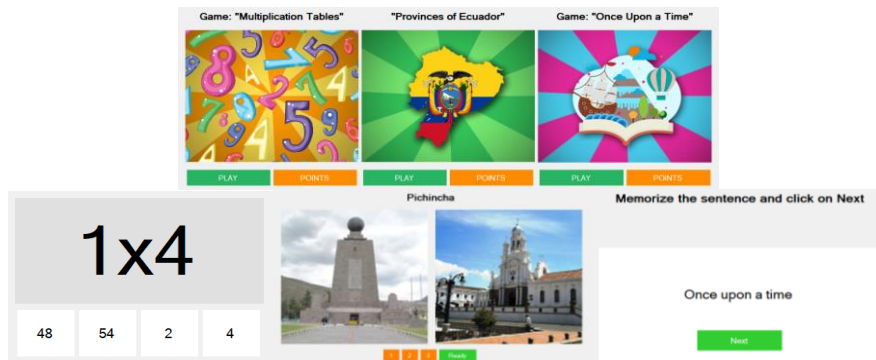 Game: "Multiplication Tables" "Provinces of Ecuador" Game: "Once Upon a Time"
PLAY POINTS PLAY POINTS PLAY POINTS
1x4
48 54 2 4
Pichincha
1 2 3 Ready
Memorize the sentence and click on Next
Once upon a time
Next